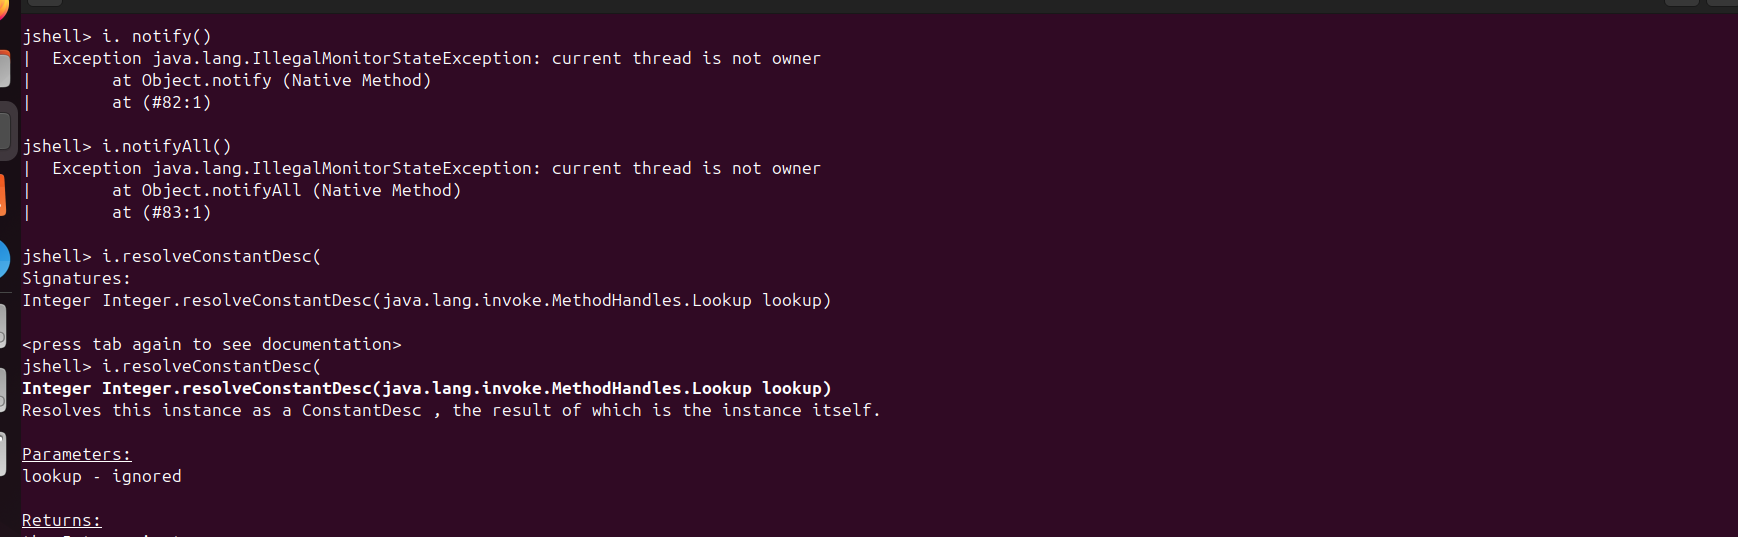 jshell> i. notify()
|  Exception java.lang.IllegalMonitorStateException: current thread is not owner
|        at Object.notify (Native Method)
|        at (#82:1)
jshell> i.notifyAll()
|  Exception java.lang.IllegalMonitorStateException: current thread is not owner
|        at Object.notifyAll (Native Method)
|        at (#83:1)
jshell> i.resolveConstantDesc(
Signatures:
Integer Integer.resolveConstantDesc(java.lang.invoke.MethodHandles.Lookup lookup)
<press tab again to see documentation>
jshell> i.resolveConstantDesc(
Integer Integer.resolveConstantDesc(java.lang.invoke.MethodHandles.Lookup lookup)
Resolves this instance as a ConstantDesc , the result of which is the instance itself.
Parameters:
lookup - ignored
Returns: